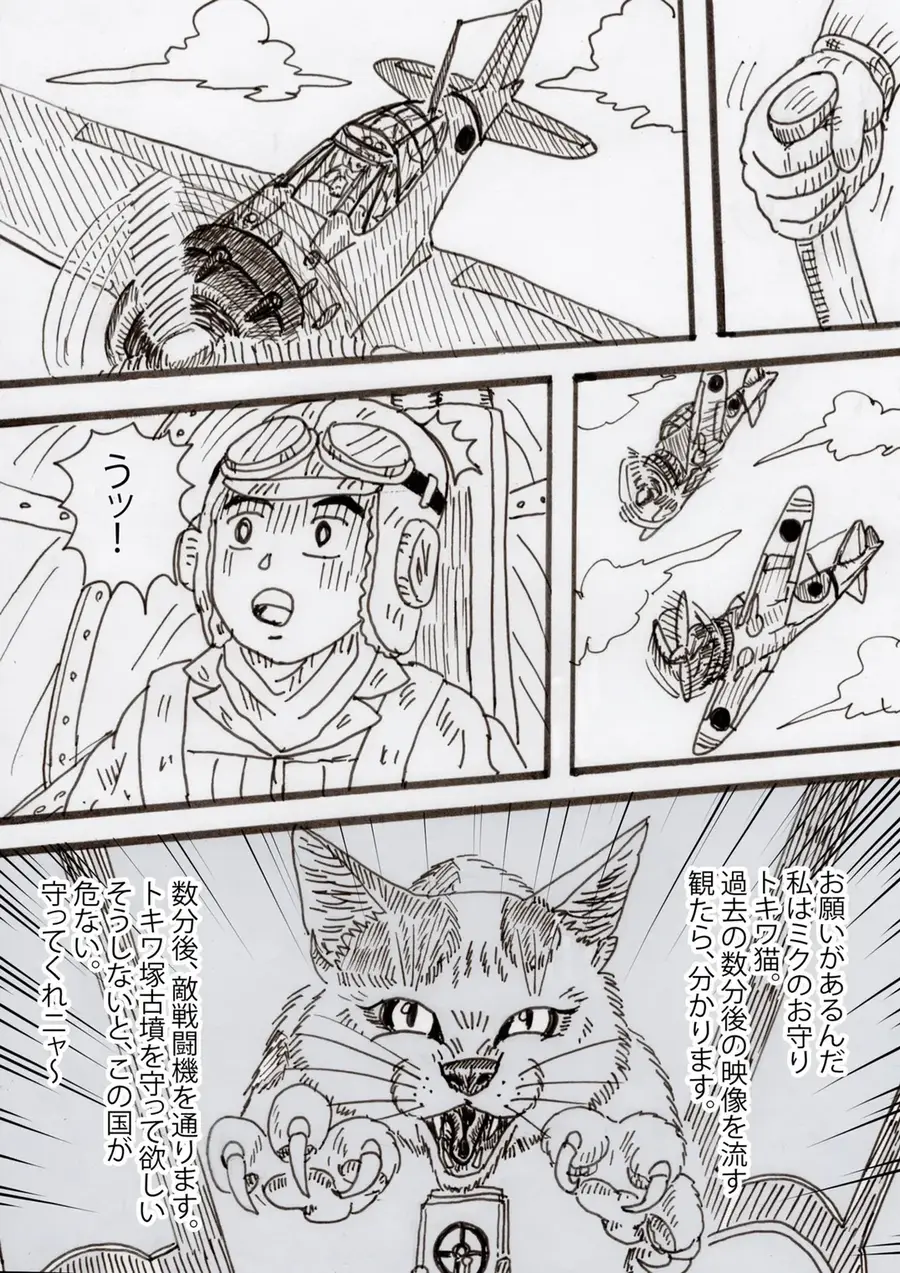 うッ!
お願いがあるんだ
私はミクのお守り
トキワ猫。
過去の数分後の映像を流す
観たら、分かります。
数分後、敵戦闘機を通ります。
トキワ塚古墳を守って欲しい
そうしないと、この国が
危ない。
守ってくれニャ～